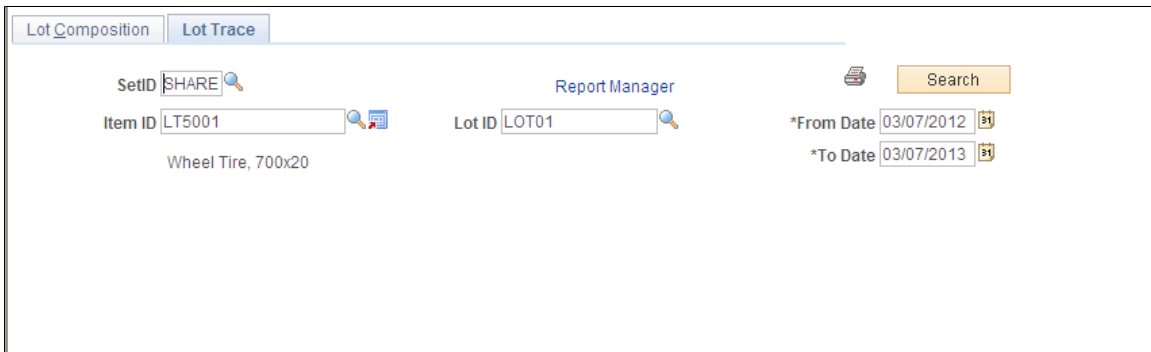 Lot Composition Lot Trace
SetID SHARE Report Manager Search
Item ID LT5001 Lot ID LOT01 *From Date 03/07/2012
Wheel Tire, 700x20 *To Date 03/07/2013